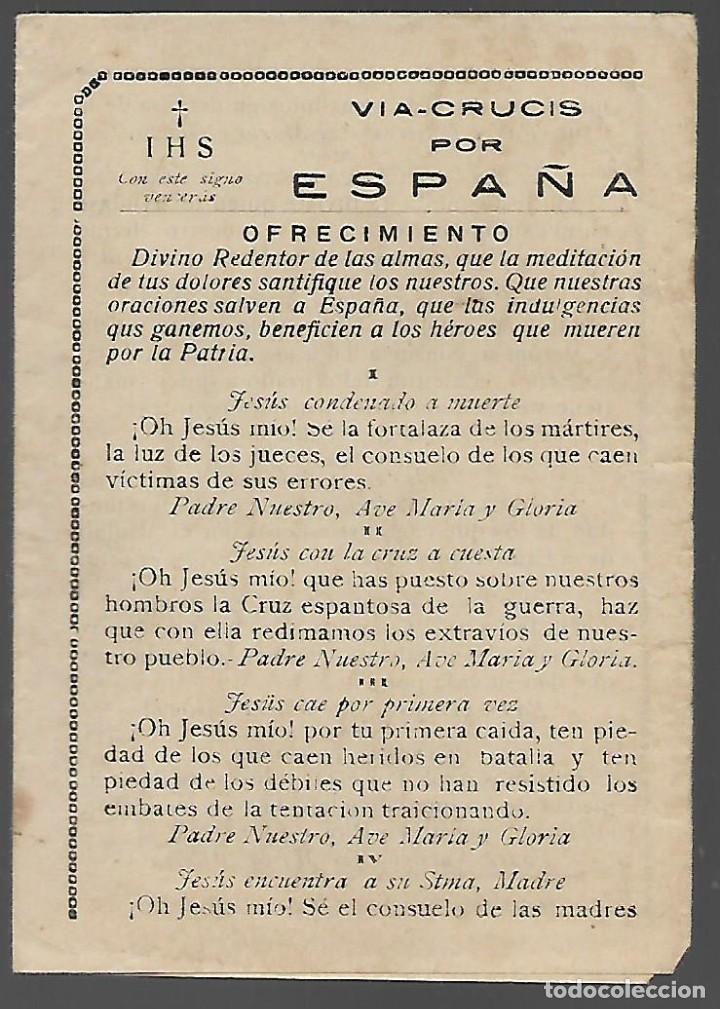 †
IHS
Con este signo
vencerás
VIA-CRUCIS
POR
ESPAÑA
OFRECIMIENTO
Divino Redentor de las almas, que la meditación
de tus dolores santifique los nuestros. Que nuestras
oraciones salven a España, que las indulgencias
qus ganemos, beneficien a los héroes que mueren
por la Patria.
I
Jesús condenado a muerte
¡Oh Jesús mío! Sé la fortalaza de los mártires,
la luz de los jueces, el consuelo de los que caen
víctimas de sus errores.
Padre Nuestro, Ave María y Gloria
II
Jesús con la cruz a cuesta
¡Oh Jesús mío! que has puesto sobre nuestros
hombros la Cruz espantosa de la guerra, haz
que con ella redimamos los extravíos de nues-
tro pueblo.- Padre Nuestro, Ave Maria y Gloria.
III
Jesüs cae por primera vez
¡Oh Jesús mío! por tu primera caida, ten pie-
dad de los que caen heridos en batalla y ten
piedad de los débiles que no han resistido los
embates de la tentacion traicionando.
Padre Nuestro, Ave María y Gloria
IV
Jesús encuentra a su Stma, Madre
¡Oh Jesús mío! Sé el consuelo de las madres
todocoleccion